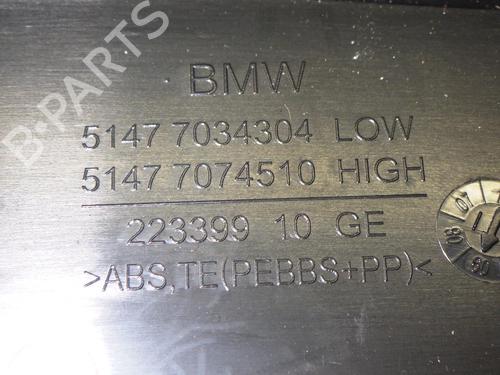 B-PARTS
BMW
5147 7034304 LOW
5147 7074510 HIGH
223399 10 GE
>ABS,TE(PEBBS+PP)<